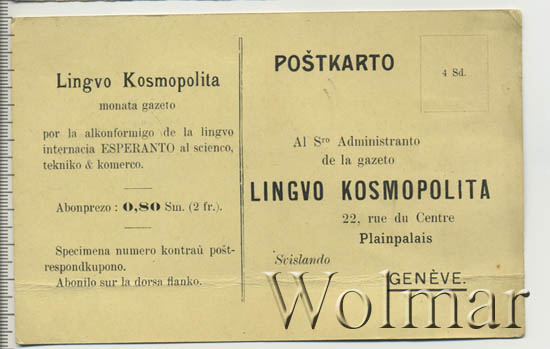 Lingvo Kosmopolita
monata gazeto
por la alkonformigo de la lingvo
internacia ESPERANTO al scienco,
tekniko & komerco.
Abonprezo : 0,80 Sm. (2 fr.).
Specimena numero kontraŭ pošt-
respondkupono.
Abonilo sur la dorsa flanko.
POŠTKARTO
4 Sd.
Al Sro Administranto
de la gazeto
LINGVO KOSMOPOLITA
22, rue du Centre
Plainpalais
Svislando
GENÈVE.
Wolmar